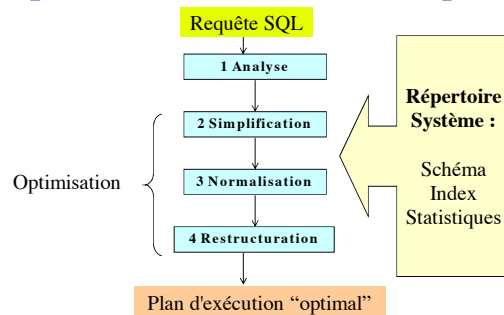 Requête SQL
1 Analyse
2 Simplification
3 Normalisation
4 Restructuration
Plan d'exécution “optimal”
Optimisation
Répertoire
Système :
Schéma
Index
Statistiques